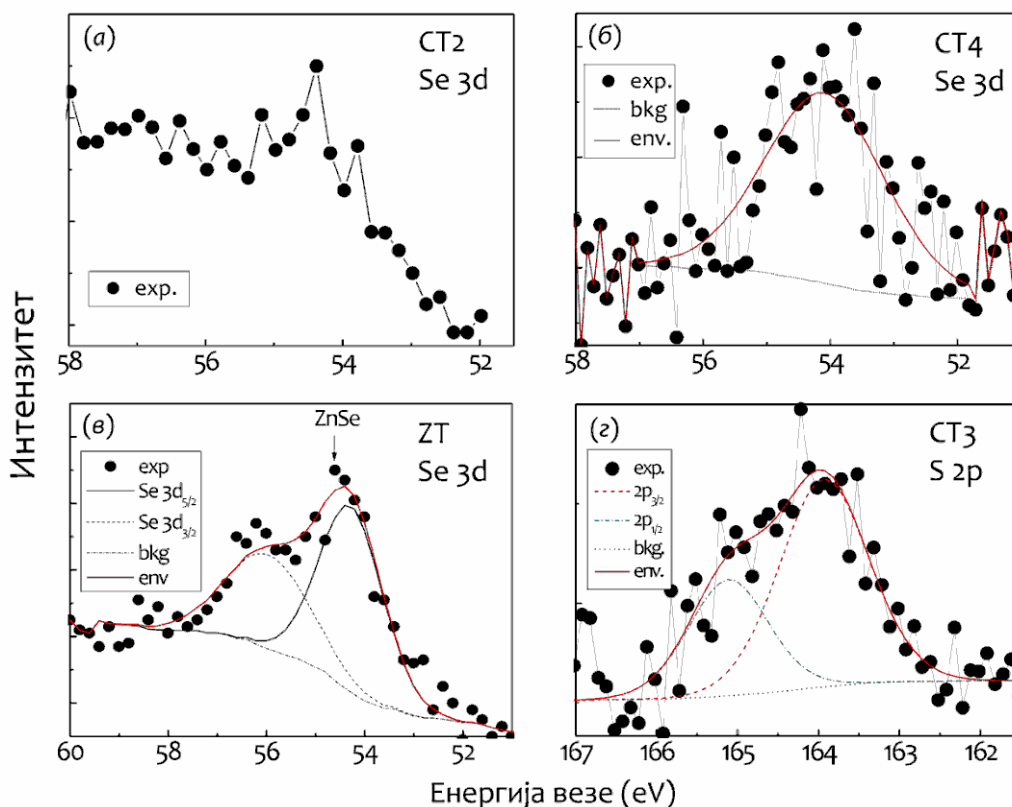 Интензитет
(а)
CT2
Se 3d
exp.
58 56 54 52
(б)
CT4
Se 3d
exp.
bkg
env.
58 56 54 52
(в)
ZnSe
ZT
Se 3d
exp
Se 3d5/2
Se 3d3/2
bkg
env
60 58 56 54 52
(г)
CT3
S 2p
exp.
2p3/2
2p1/2
bkg.
env.
167 166 165 164 163 162
Енергија везе (eV)